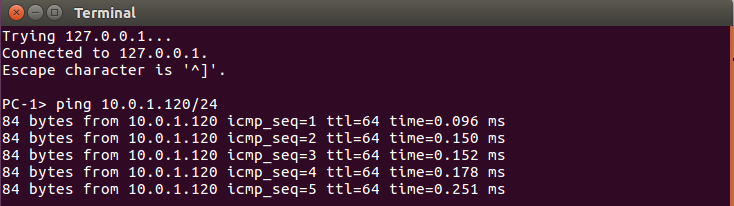 Terminal
Trying 127.0.0.1...
Connected to 127.0.0.1.
Escape character is '^]'.
PC-1> ping 10.0.1.120/24
84 bytes from 10.0.1.120 icmp_seq=1 ttl=64 time=0.096 ms
84 bytes from 10.0.1.120 icmp_seq=2 ttl=64 time=0.150 ms
84 bytes from 10.0.1.120 icmp_seq=3 ttl=64 time=0.152 ms
84 bytes from 10.0.1.120 icmp_seq=4 ttl=64 time=0.178 ms
84 bytes from 10.0.1.120 icmp_seq=5 ttl=64 time=0.251 ms